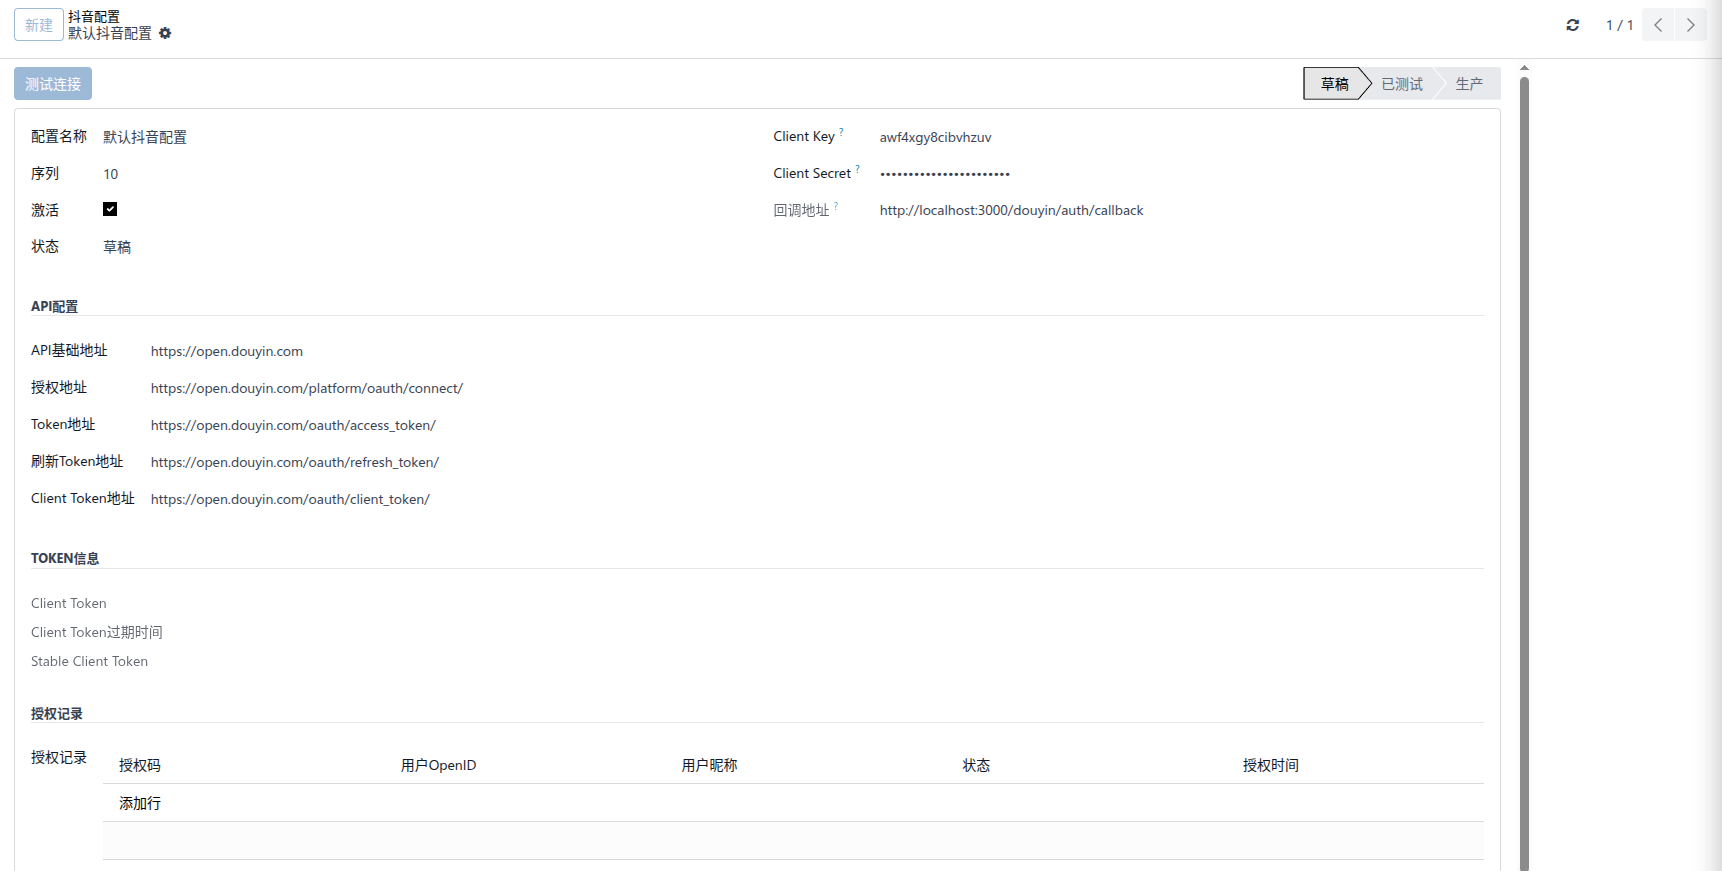 新建
抖音配置
默认抖音配置
1 / 1
测试连接
草稿
已测试
生产
配置名称 默认抖音配置
Client Key ? awf4xgy8cibvhzuv
序列 10
Client Secret ? •••••••••••••••••••••••
激活
回调地址 ? http://localhost:3000/douyin/auth/callback
状态 草稿
API配置
API基础地址 https://open.douyin.com
授权地址 https://open.douyin.com/platform/oauth/connect/
Token地址 https://open.douyin.com/oauth/access_token/
刷新Token地址 https://open.douyin.com/oauth/refresh_token/
Client Token地址 https://open.douyin.com/oauth/client_token/
TOKEN信息
Client Token
Client Token过期时间
Stable Client Token
授权记录
授权记录
授权码 用户OpenID 用户昵称 状态 授权时间
添加行